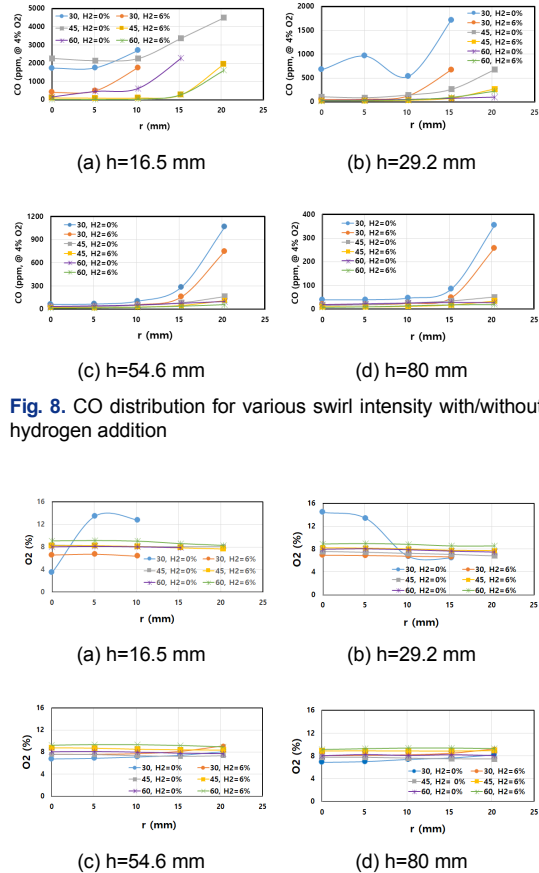 CO (ppm, @ 4% O2)
5000
4000
3000
2000
1000
0
30, H2=0%
30, H2=6%
45, H2=0%
45, H2=6%
60, H2=0%
60, H2=6%
0 5 10 15 20 25
r (mm)
(a) h=16.5 mm
CO (ppm, @ 4% O2)
2000
1500
1000
500
0
30, H2=0%
30, H2=6%
45, H2=0%
45, H2=6%
60, H2=0%
60, H2=6%
0 5 10 15 20 25
r (mm)
(b) h=29.2 mm
CO (ppm, @ 4% O2)
1200
900
600
300
0
30, H2=0%
30, H2=6%
45, H2=0%
45, H2=6%
60, H2=0%
60, H2=6%
0 5 10 15 20 25
r (mm)
(c) h=54.6 mm
CO (ppm, @ 4% O2)
400
300
200
100
0
30, H2=0%
30, H2=6%
45, H2=0%
45, H2=6%
60, H2=0%
60, H2=6%
0 5 10 15 20 25
r (mm)
(d) h=80 mm
Fig. 8. CO distribution for various swirl intensity with/without
hydrogen addition
O2 (%)
16
12
8
4
0
30, H2=0% 30, H2=6%
45, H2=0% 45, H2=6%
60, H2=0% 60, H2=6%
0 5 10 15 20 25
r (mm)
(a) h=16.5 mm
O2 (%)
16
12
8
4
0
30, H2=0% 30, H2=6%
45, H2=0% 45, H2=6%
60, H2=0% 60, H2=6%
0 5 10 15 20 25
r (mm)
(b) h=29.2 mm
O2 (%)
16
12
8
4
0
30, H2=0% 30, H2=6%
45, H2=0% 45, H2=6%
60, H2=0% 60, H2=6%
0 5 10 15 20 25
r (mm)
(c) h=54.6 mm
O2 (%)
16
12
8
4
0
30, H2=0% 30, H2=6%
45, H2= 0% 45, H2=6%
60, H2=0% 60, H2=6%
0 5 10 15 20 25
r (mm)
(d) h=80 mm